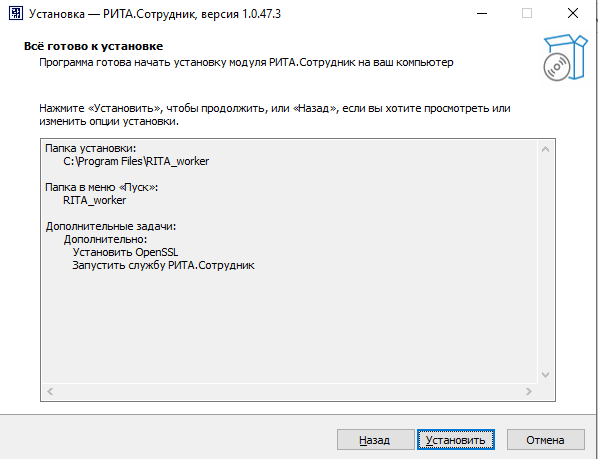 Установка — РИТА.Сотрудник, версия 1.0.47.3
Всё готово к установке
Программа готова начать установку модуля РИТА.Сотрудник на ваш компьютер
Нажмите «Установить», чтобы продолжить, или «Назад», если вы хотите просмотреть или
изменить опции установки.
Папка установки:
C:\Program Files\RITA_worker
Папка в меню «Пуск»:
RITA_worker
Дополнительные задачи:
Дополнительно:
Установить OpenSSL
Запустить службу РИТА.Сотрудник
Назад
Установить
Отмена